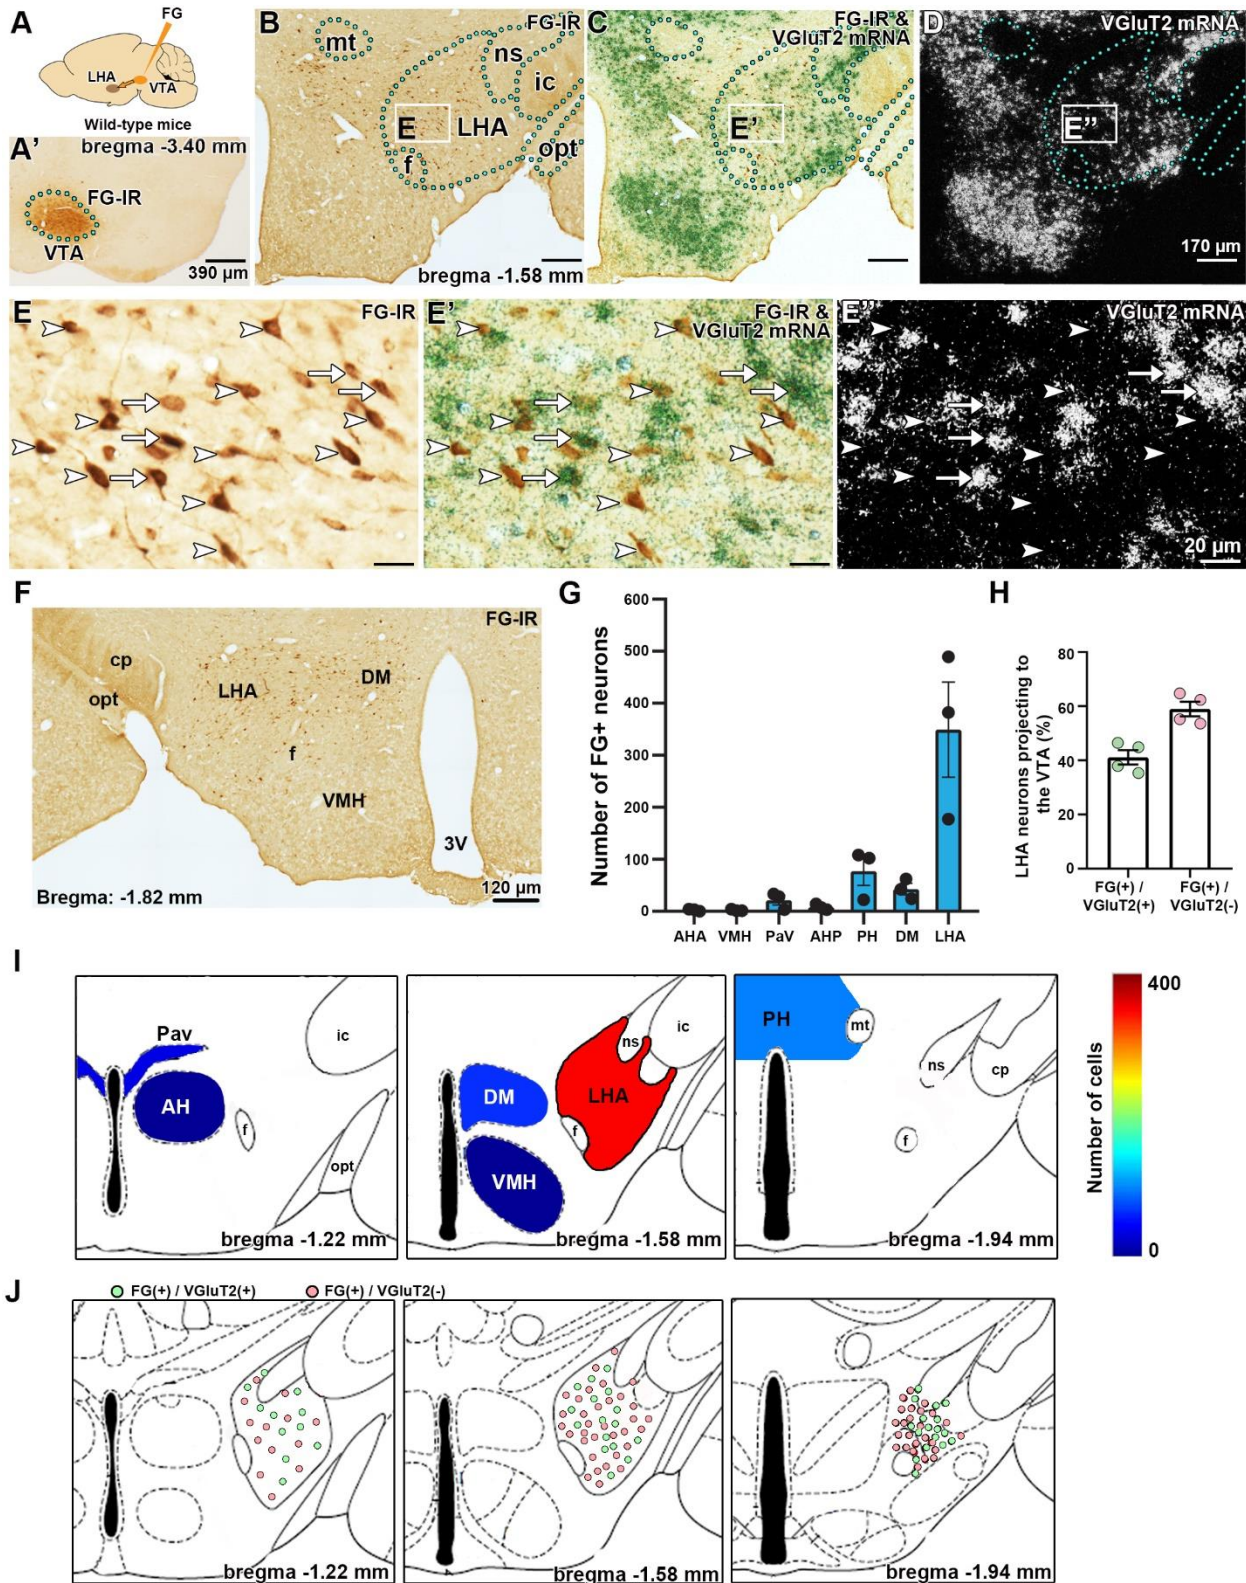 A
FG
LHA
VTA
Wild-type mice
A'
bregma -3.40 mm
FG-IR
VTA
390 µm
B
FG-IR
mt
ns
ic
E
LHA
f
opt
bregma -1.58 mm
C
FG-IR &
VGluT2 mRNA
E'
D
VGluT2 mRNA
E''
170 µm
E
FG-IR
E'
FG-IR &
VGluT2 mRNA
E''
VGluT2 mRNA
20 µm
F
FG-IR
cp
opt
LHA
DM
f
VMH
3V
Bregma: -1.82 mm
120 µm
G
Number of FG+ neurons
600
500
400
300
200
100
0
AHA VMH PaV AHP PH DM LHA
H
LHA neurons projecting to
the VTA (%)
80
60
40
20
0
FG(+) /
VGluT2(+)
FG(+) /
VGluT2(-)
I
Pav
ic
AH
f
opt
bregma -1.22 mm
ns
ic
DM
LHA
f
VMH
bregma -1.58 mm
PH
mt
ns
cp
f
bregma -1.94 mm
400
Number of cells
0
J
FG(+) / VGluT2(+)
FG(+) / VGluT2(-)
bregma -1.22 mm
bregma -1.58 mm
bregma -1.94 mm